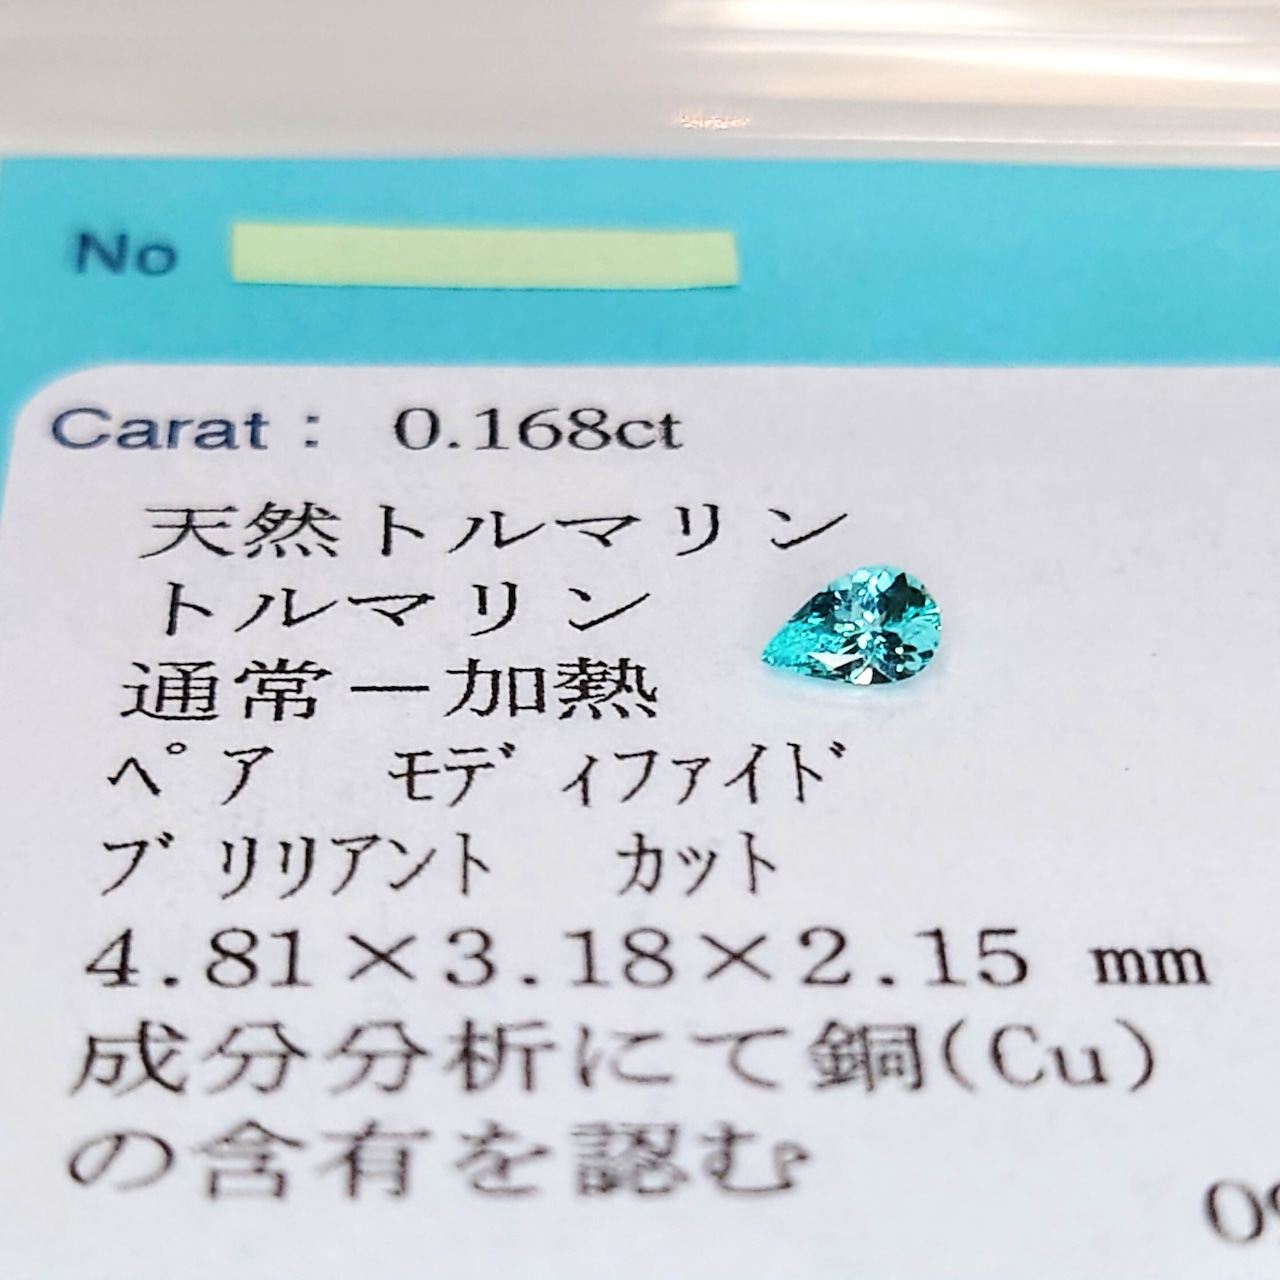 No
Carat : 0.168ct
天然トルマリン
トルマリン
通常－加熱
ﾍﾟｱ ﾓﾃﾞｨﾌｧｲﾄﾞ
ﾌﾞﾘﾘｱﾝﾄ ｶｯﾄ
4.81×3.18×2.15 mm
成分分析にて銅(Cu)
の含有を認む